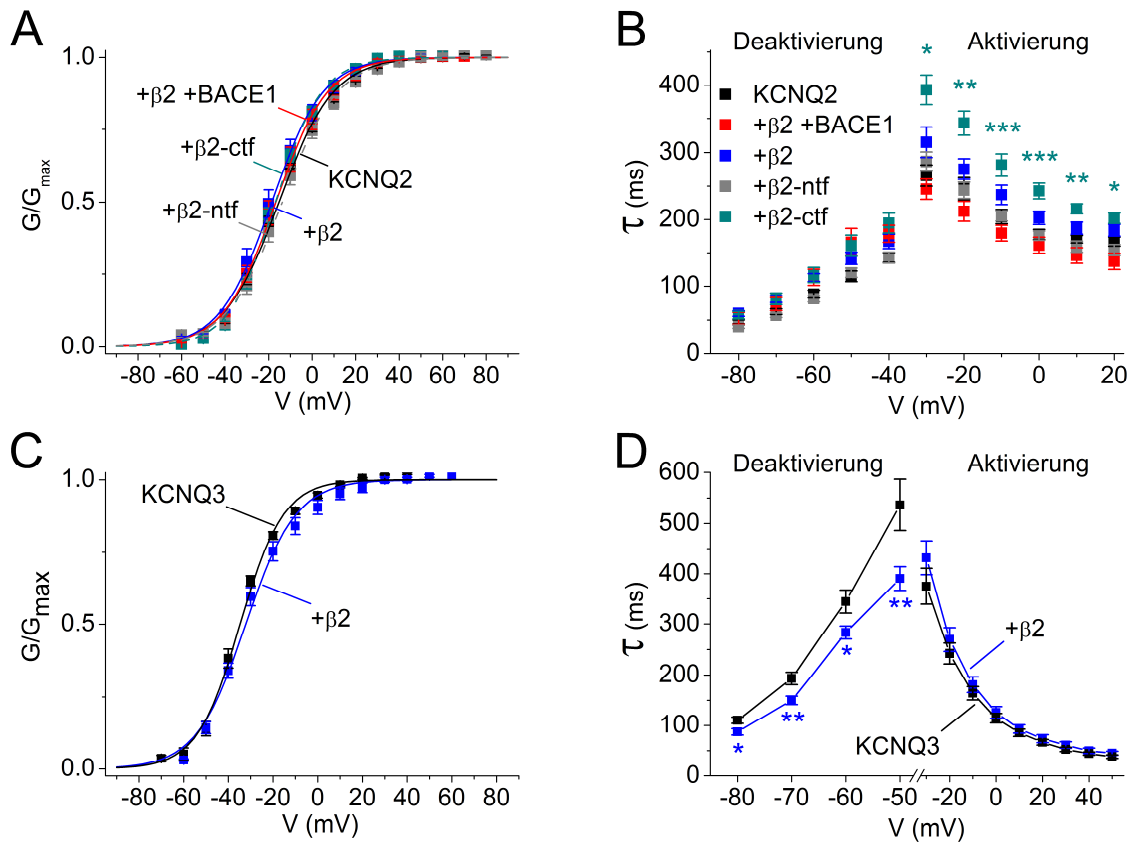 A
1.0
0.5
0.0
G/Gmax
+β2 +BACE1
+β2-ctf
KCNQ2
+β2-ntf
+β2
-80 -60 -40 -20 0 20 40 60 80
V (mV)
B
Deaktivierung Aktivierung
400
300
200
100
0
τ (ms)
KCNQ2
+β2 +BACE1
+β2
+β2-ntf
+β2-ctf
* ** *** *** ** *
-80 -60 -40 -20 0 20
V (mV)
C
1.0
0.5
0.0
G/Gmax
KCNQ3
+β2
-80 -60 -40 -20 0 20 40 60 80
V (mV)
D
Deaktivierung Aktivierung
600
500
400
300
200
100
0
τ (ms)
**
*
**
*
+β2
KCNQ3
-80 -70 -60 -50 -20 0 20 40
V (mV)